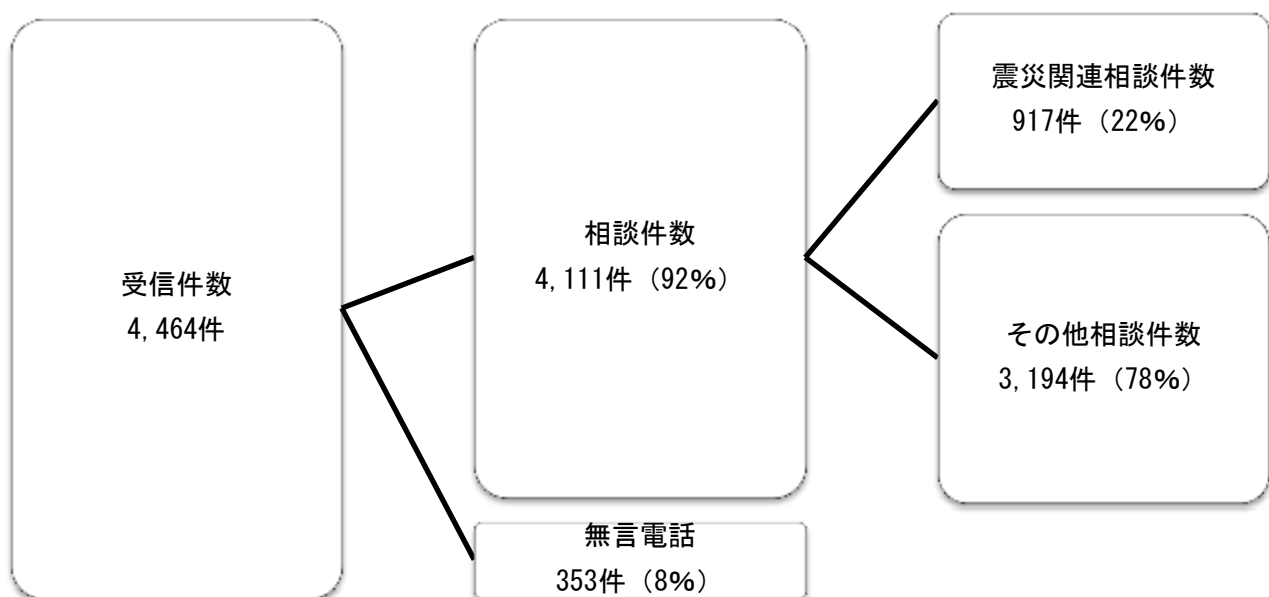 受信件数
4,464件
相談件数
4,111件（92%）
無言電話
353件（8%）
震災関連相談件数
917件（22%）
その他相談件数
3,194件（78%）